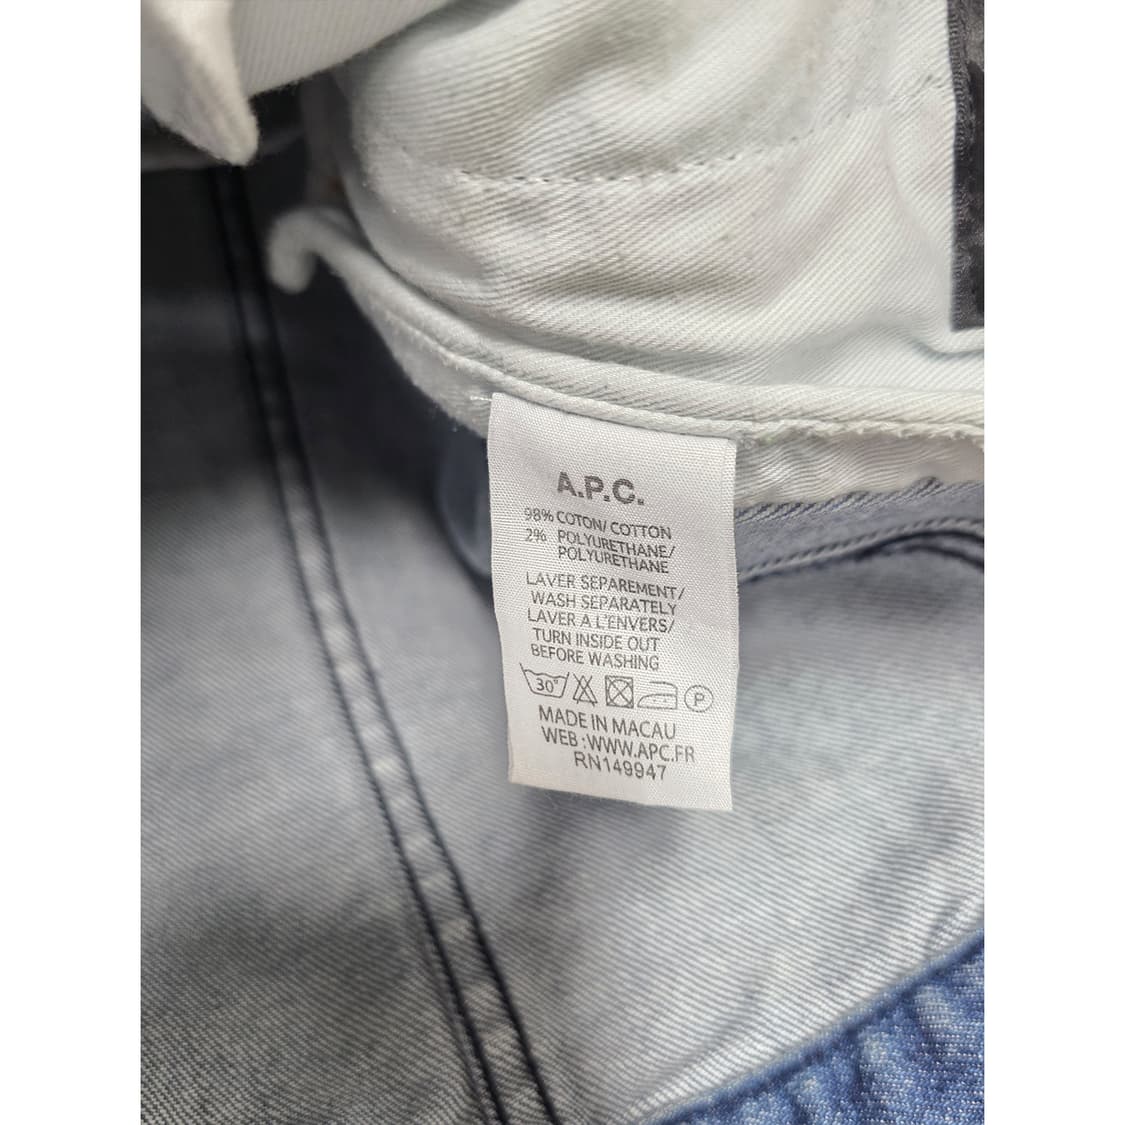 A.P.C.
98% COTON/ COTTON
2% POLYURETHANE/
POLYURETHANE
LAVER SEPAREMENT/
WASH SEPARATELY
LAVER A L'ENVERS/
TURN INSIDE OUT
BEFORE WASHING
30° P
MADE IN MACAU
WEB :WWW.APC.FR
RN149947